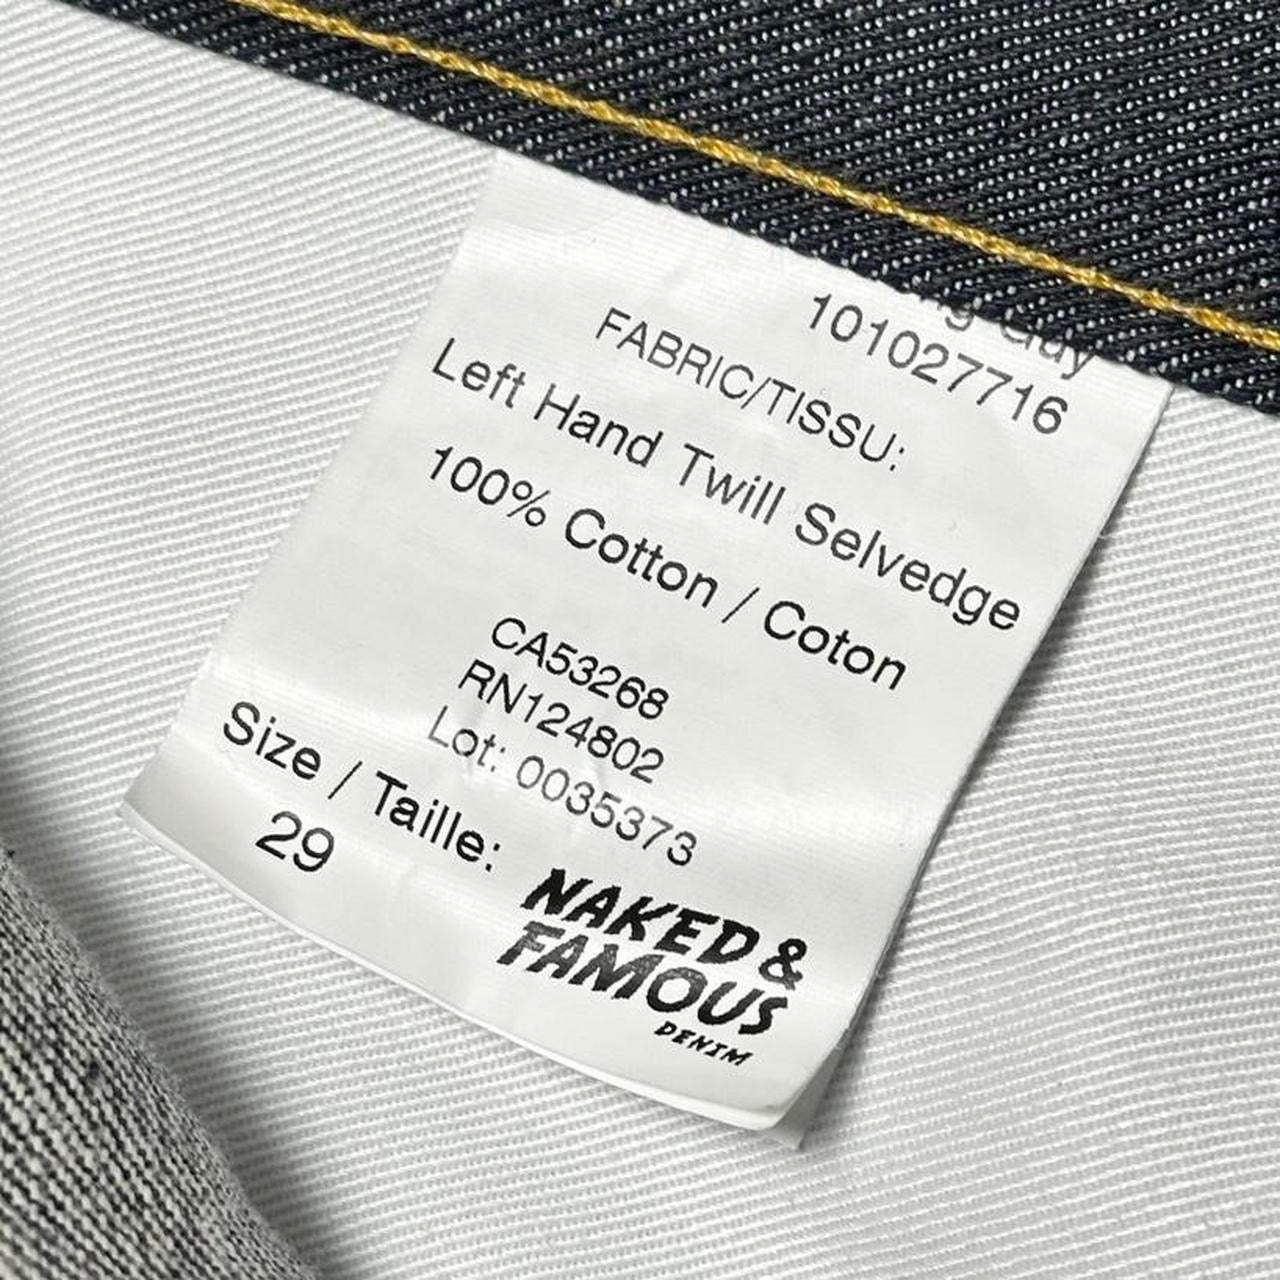 Guy
101027716
FABRIC/TISSU:
Left Hand Twill Selvedge
100% Cotton / Coton
CA53268
RN124802
Lot: 0035373
Size / Taille:
29
NAKED &
FAMOUS
DENIM